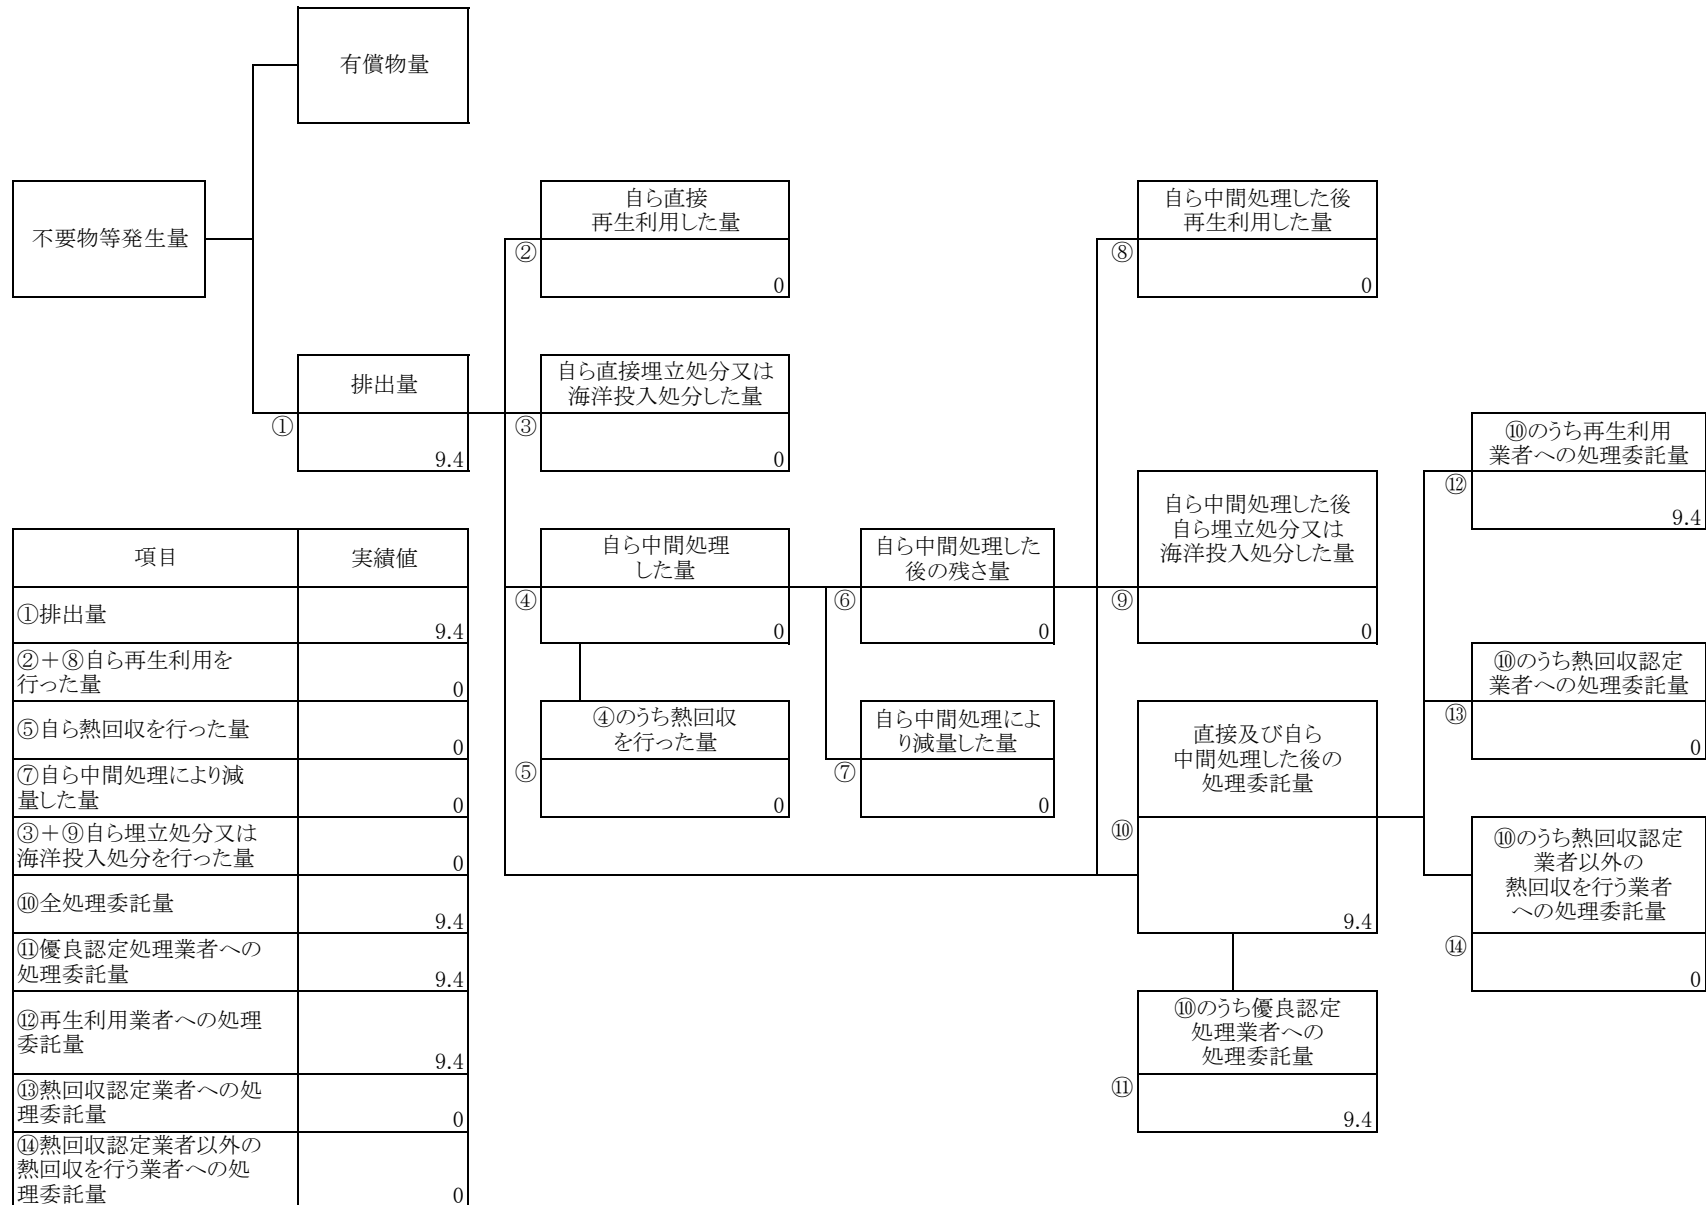 有償物量
不要物等発生量
自ら直接
再生利用した量
②
0
自ら中間処理した後
再生利用した量
⑧
0
排出量
①
9.4
自ら直接埋立処分又は
海洋投入処分した量
③
0
⑩のうち再生利用
業者への処理委託量
⑫
9.4
自ら中間処理
した量
④
0
自ら中間処理した
後の残さ量
⑥
0
自ら中間処理した後
自ら埋立処分又は
海洋投入処分した量
⑨
0
⑩のうち熱回収認定
業者への処理委託量
⑬
0
④のうち熱回収
を行った量
⑤
0
自ら中間処理によ
り減量した量
⑦
0
直接及び自ら
中間処理した後の
処理委託量
⑩
9.4
⑩のうち熱回収認定
業者以外の
熱回収を行う業者
への処理委託量
⑭
0
⑩のうち優良認定
処理業者への
処理委託量
⑪
9.4
項目 実績値
①排出量
9.4
②＋⑧自ら再生利用を
行った量 0
⑤自ら熱回収を行った量
0
⑦自ら中間処理により減
量した量 0
③＋⑨自ら埋立処分又は
海洋投入処分を行った量 0
⑩全処理委託量
9.4
⑪優良認定処理業者への
処理委託量 9.4
⑫再生利用業者への処理
委託量
9.4
⑬熱回収認定業者への処
理委託量 0
⑭熱回収認定業者以外の
熱回収を行う業者への処
理委託量 0